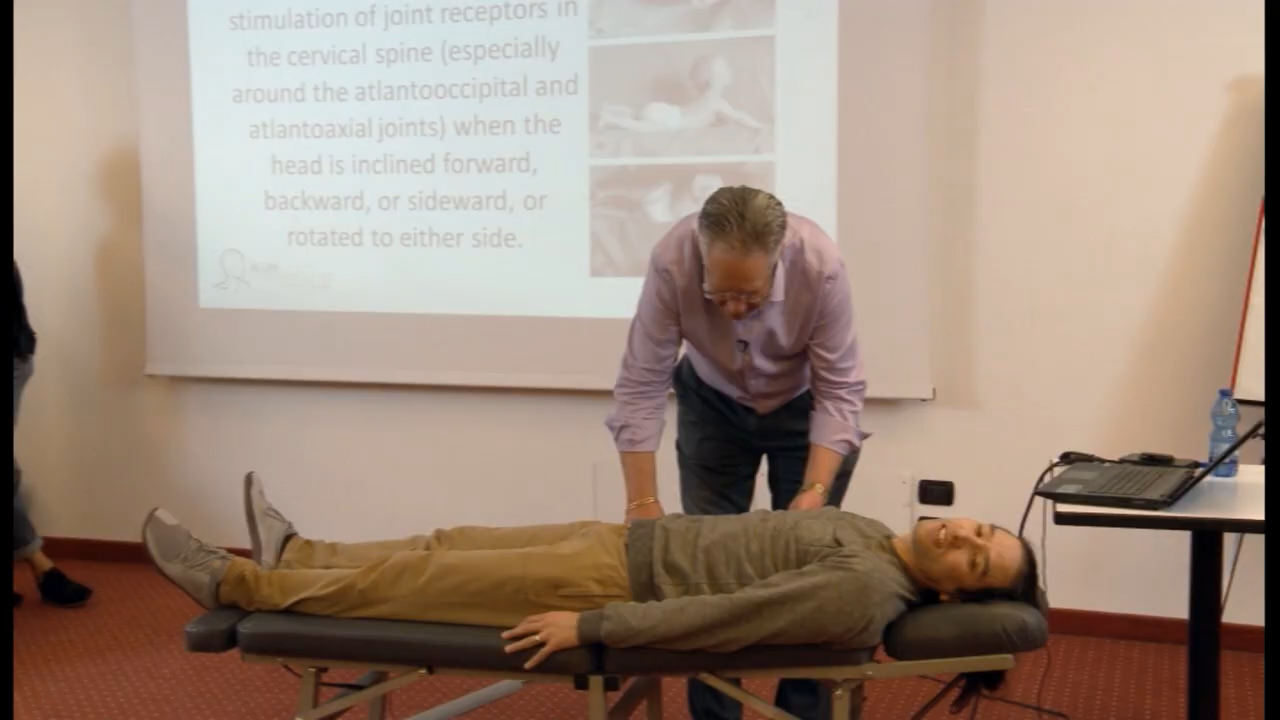 stimulation of joint receptors in
the cervical spine (especially
around the atlantooccipital and
atlantoaxial joints) when the
head is inclined forward,
backward, or sideward, or
rotated to either side.